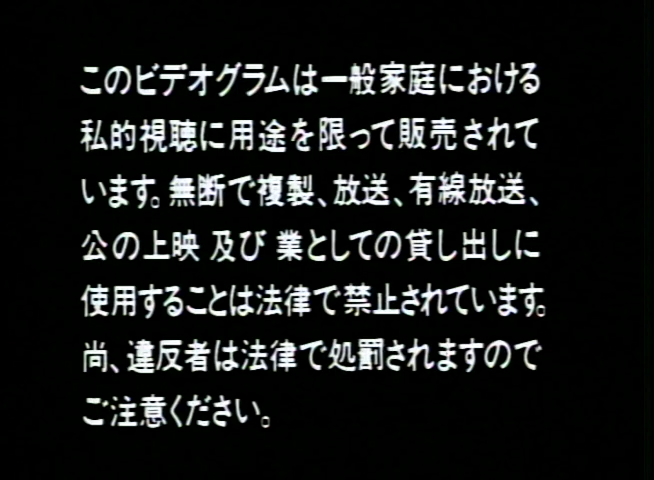 このビデオグラムは一般家庭における
私的視聴に用途を限って販売されて
います。無断で複製、放送、有線放送、
公の上映 及び 業としての貸し出しに
使用することは法律で禁止されています。
尚、違反者は法律で処罰されますので
ご注意ください。